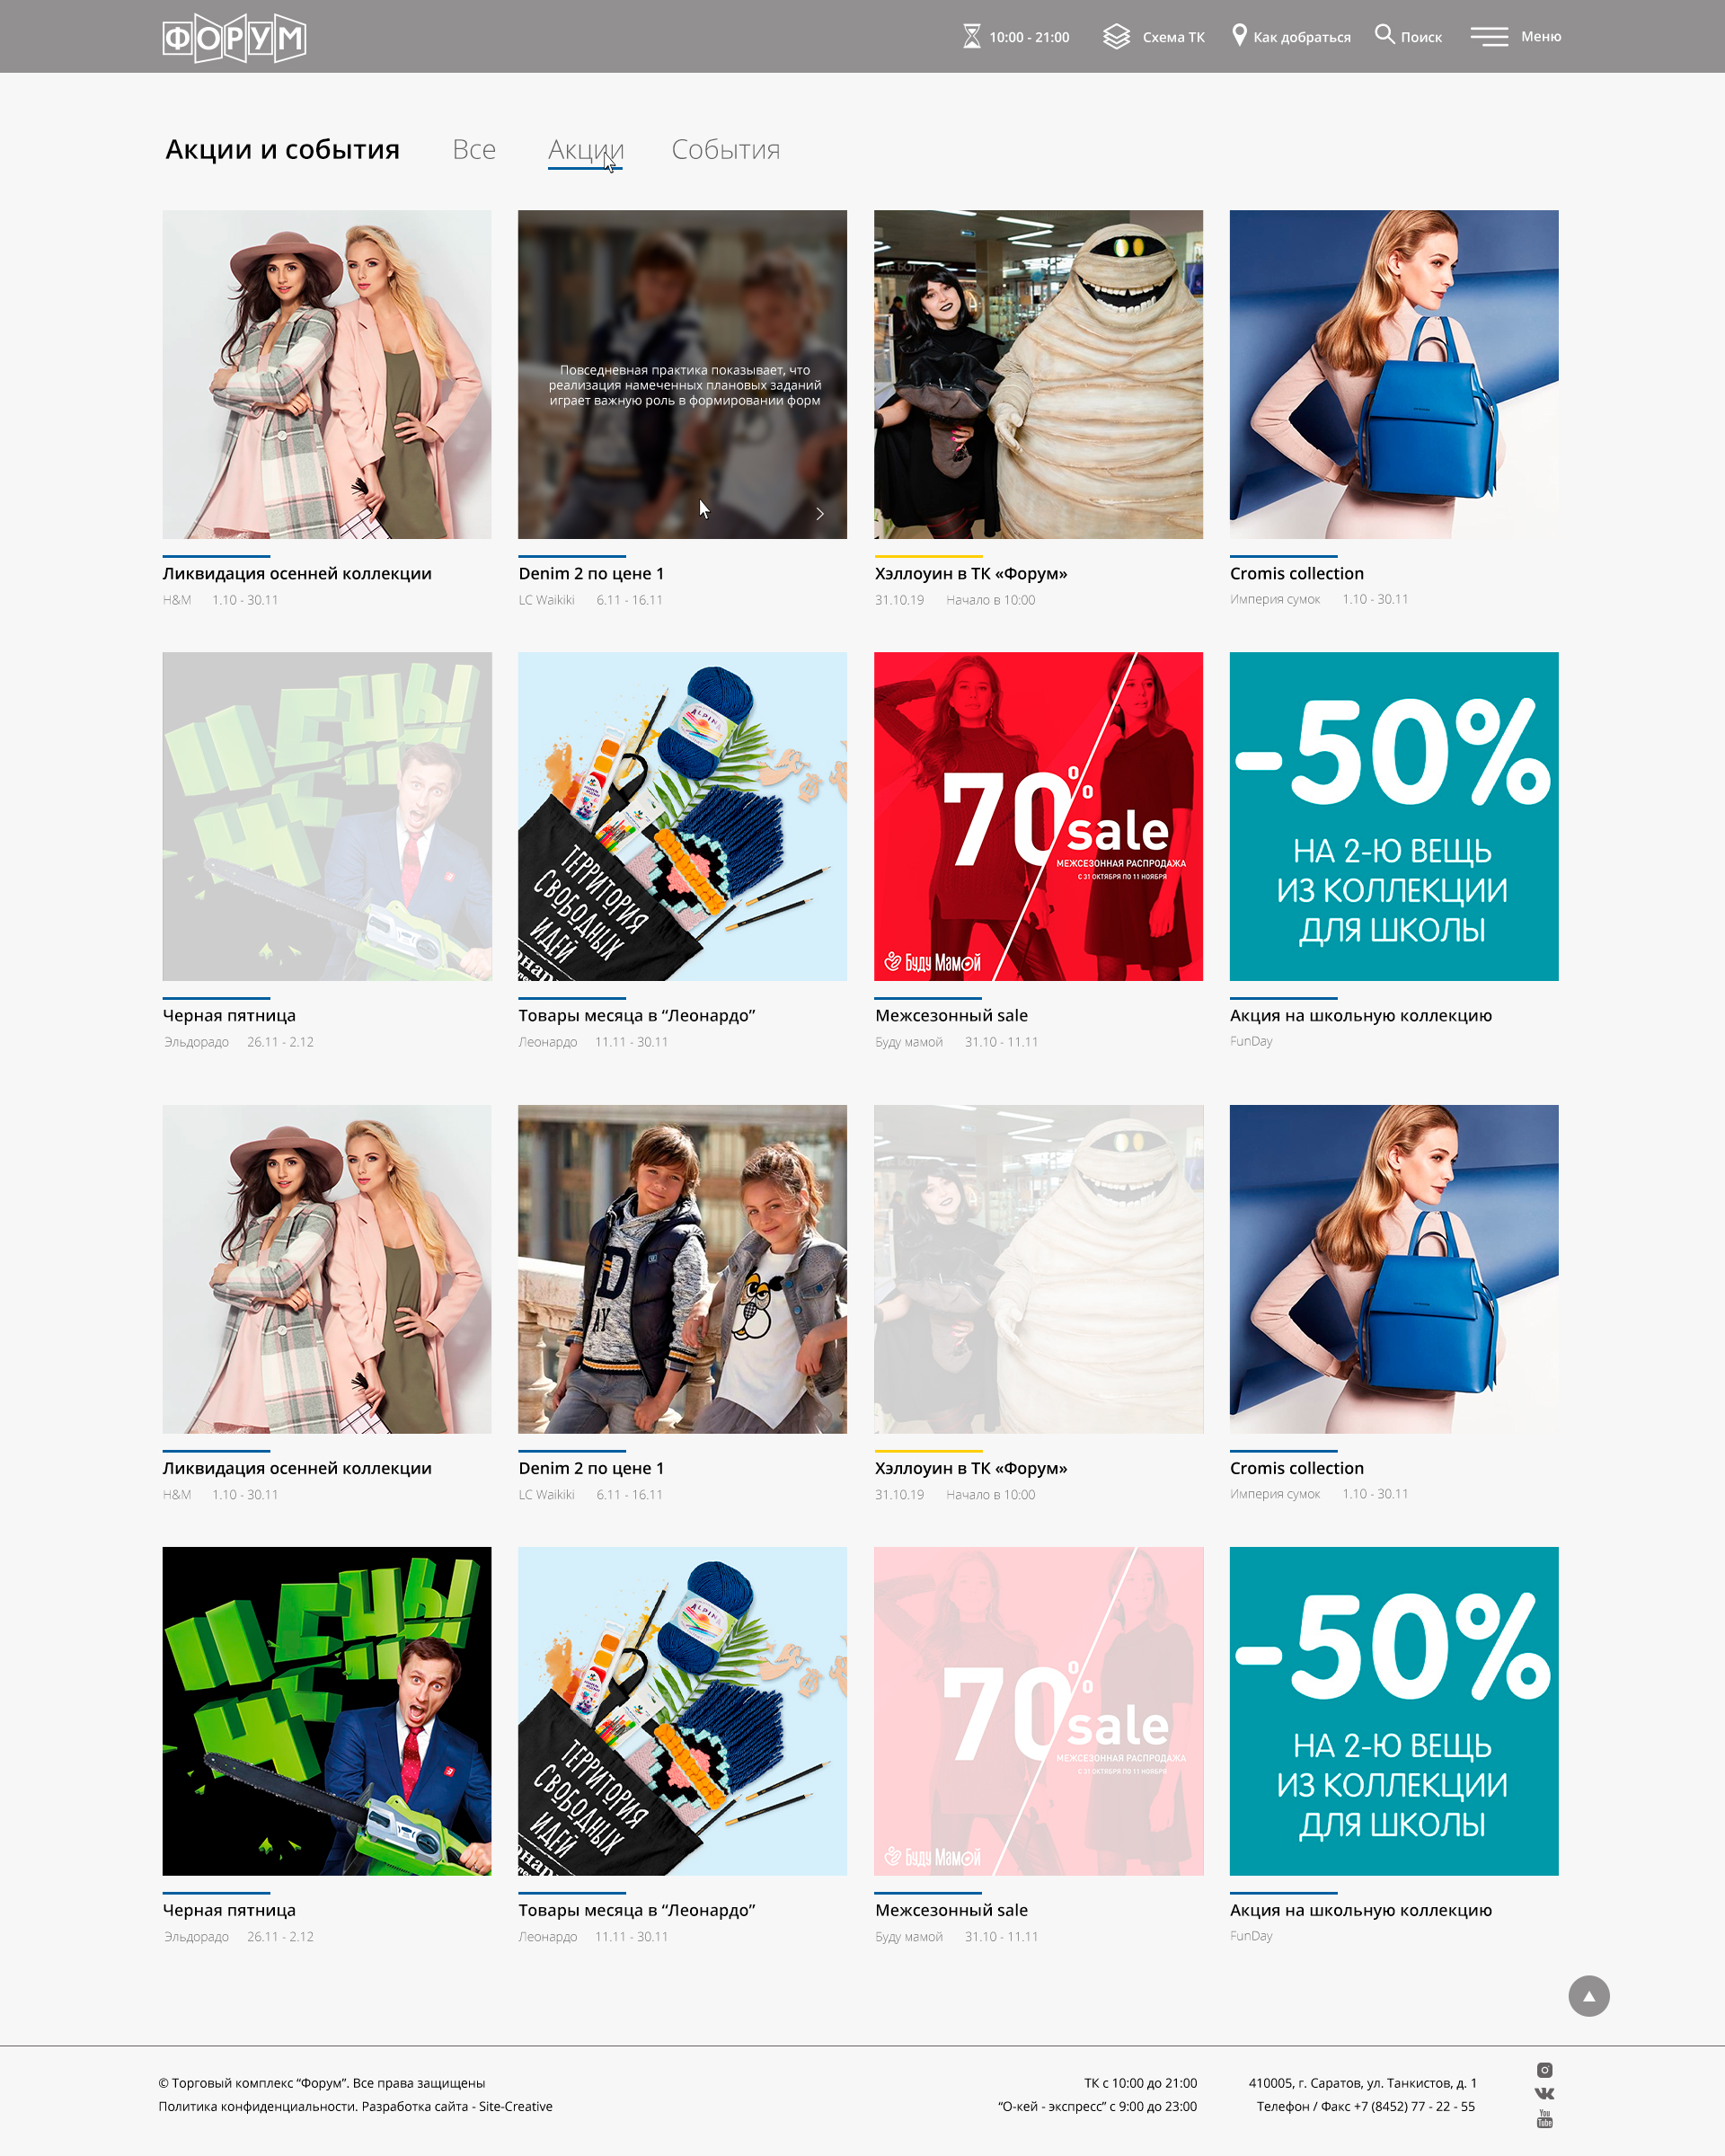 ФОРУМ
10:00 - 21:00
Схема ТК
Как добраться
Поиск
Меню
Акции и события
Все
Акции
События
Повседневная практика показывает, что
реализация намеченных плановых заданий
играет важную роль в формировании форм
Ликвидация осенней коллекции
H&M 1.10 - 30.11
Denim 2 по цене 1
LC Waikiki 6.11 - 16.11
Хэллоуин в ТК «Форум»
31.10.19 Начало в 10:00
Cromis collection
Империя сумок 1.10 - 30.11
ALPINA
ТЕРРИТОРИЯ
СВОБОДНЫХ
ИДЕЙ
70%
sale
МЕЖСЕЗОННАЯ РАСПРОДАЖА
С 31 ОКТЯБРЯ ПО 11 НОЯБРЯ
Буду Мамой
-50%
НА 2-Ю ВЕЩЬ
ИЗ КОЛЛЕКЦИИ
ДЛЯ ШКОЛЫ
Черная пятница
Эльдорадо 26.11 - 2.12
Товары месяца в “Леонардо”
Леонардо 11.11 - 30.11
Межсезонный sale
Буду мамой 31.10 - 11.11
Акция на школьную коллекцию
FunDay
Ликвидация осенней коллекции
H&M 1.10 - 30.11
Denim 2 по цене 1
LC Waikiki 6.11 - 16.11
Хэллоуин в ТК «Форум»
31.10.19 Начало в 10:00
Cromis collection
Империя сумок 1.10 - 30.11
ALPINA
ТЕРРИТОРИЯ
СВОБОДНЫХ
ИДЕЙ
70%
sale
МЕЖСЕЗОННАЯ РАСПРОДАЖА
С 31 ОКТЯБРЯ ПО 11 НОЯБРЯ
Буду Мамой
-50%
НА 2-Ю ВЕЩЬ
ИЗ КОЛЛЕКЦИИ
ДЛЯ ШКОЛЫ
Черная пятница
Эльдорадо 26.11 - 2.12
Товары месяца в “Леонардо”
Леонардо 11.11 - 30.11
Межсезонный sale
Буду мамой 31.10 - 11.11
Акция на школьную коллекцию
FunDay
© Торговый комплекс “Форум”. Все права защищены
Политика конфиденциальности. Разработка сайта - Site-Creative
ТК с 10:00 до 21:00
“О-кей - экспресс” с 9:00 до 23:00
410005, г. Саратов, ул. Танкистов, д. 1
Телефон / Факс +7 (8452) 77 - 22 - 55
You
Tube